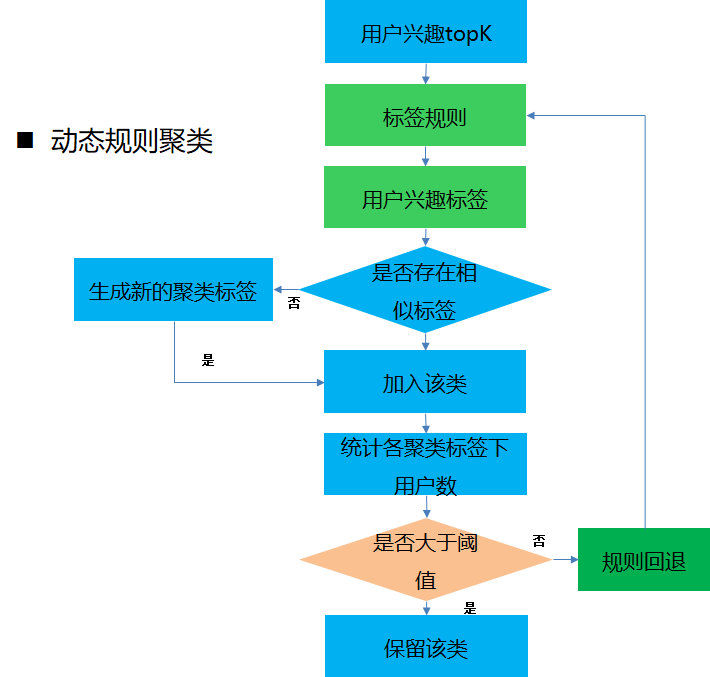 用户兴趣topK
标签规则
■ 动态规则聚类
用户兴趣标签
是否存在相
似标签
生成新的聚类标签
否
是
加入该类
统计各聚类标签下
用户数
是否大于阈
值
否
规则回退
是
保留该类